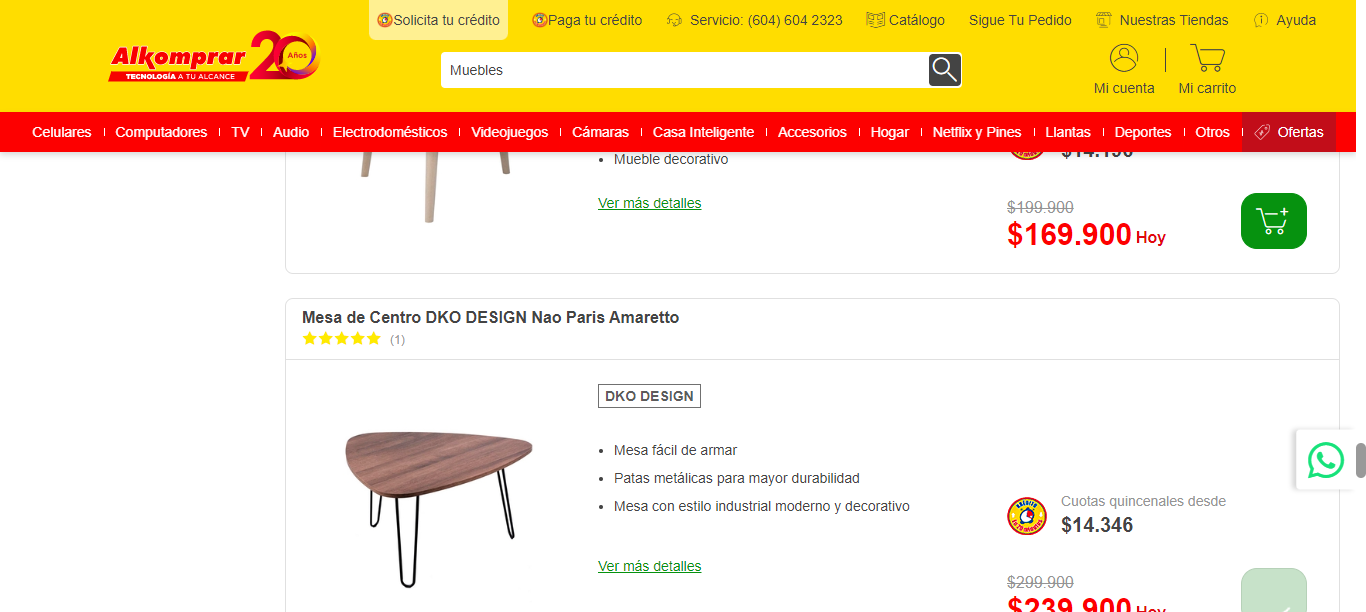 Solicita tu crédito
Paga tu crédito
Servicio: (604) 604 2323
Catálogo
Sigue Tu Pedido
Nuestras Tiendas
Ayuda
Alkomprar 20 Años
TECNOLOGÍA A TU ALCANCE
Muebles
Mi cuenta
Mi carrito
Celulares
Computadores
TV
Audio
Electrodomésticos
Videojuegos
Cámaras
Casa Inteligente
Accesorios
Hogar
Netflix y Pines
Llantas
Deportes
Otros
Ofertas
Mueble decorativo
$14.196
Ver más detalles
$199.900
$169.900 Hoy
Mesa de Centro DKO DESIGN Nao Paris Amaretto
(1)
DKO DESIGN
Mesa fácil de armar
Patas metálicas para mayor durabilidad
Mesa con estilo industrial moderno y decorativo
Cuotas quincenales desde
$14.346
Ver más detalles
$299.900
$239.900 Hoy